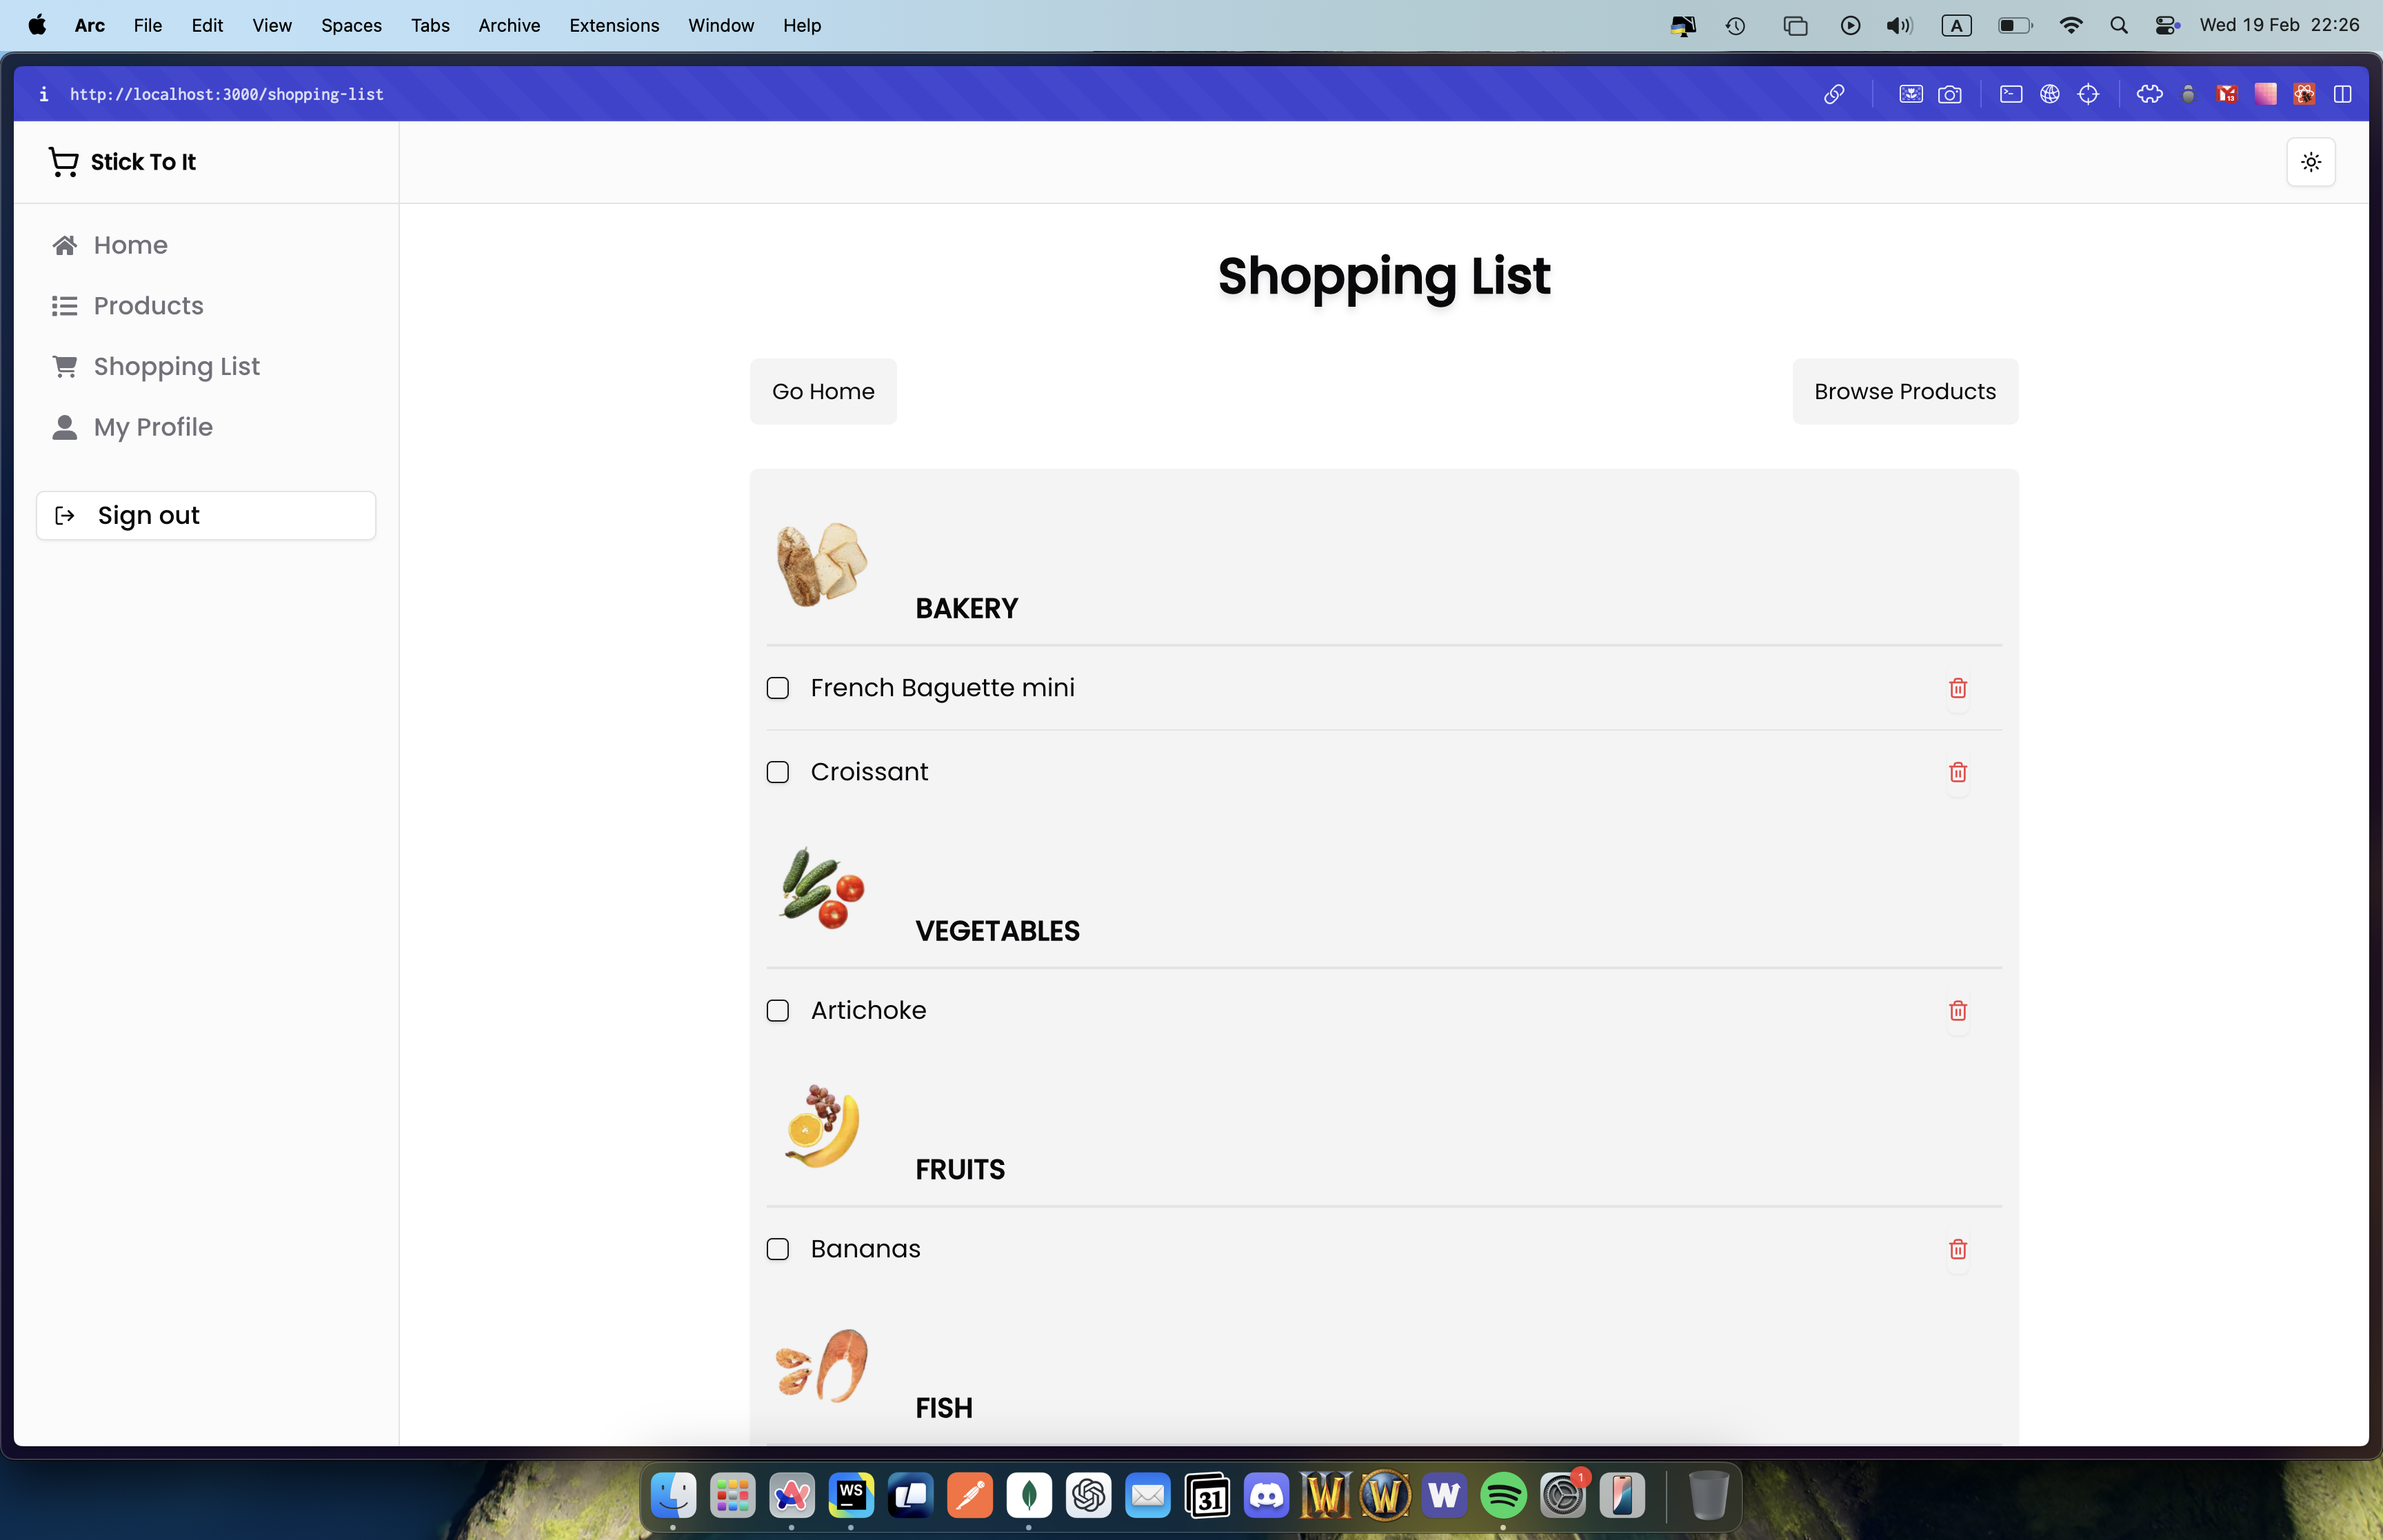 Arc File Edit View Spaces Tabs Archive Extensions Window Help A Wed 19 Feb 22:26
http://localhost:3000/shopping-list 13
Stick To It
Home
Products
Shopping List
My Profile
Sign out
Shopping List
Go Home Browse Products
BAKERY
French Baguette mini
Croissant
VEGETABLES
Artichoke
FRUITS
Bananas
FISH
WS 31 W W W 1